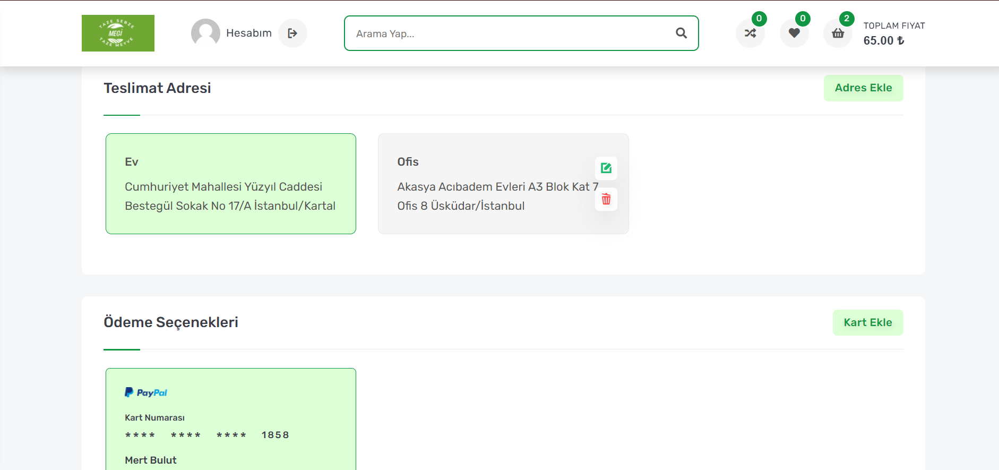 TAZE SEBZE
MEGİ
TAZE MEYVE
Hesabım
Arama Yap...
0
0
2
TOPLAM FIYAT
65.00 ₺
Teslimat Adresi
Adres Ekle
Ev
Cumhuriyet Mahallesi Yüzyıl Caddesi
Bestegül Sokak No 17/A İstanbul/Kartal
Ofis
Akasya Acıbadem Evleri A3 Blok Kat 7
Ofis 8 Üsküdar/İstanbul
Ödeme Seçenekleri
Kart Ekle
PayPal
Kart Numarası
**** **** **** 1858
Mert Bulut